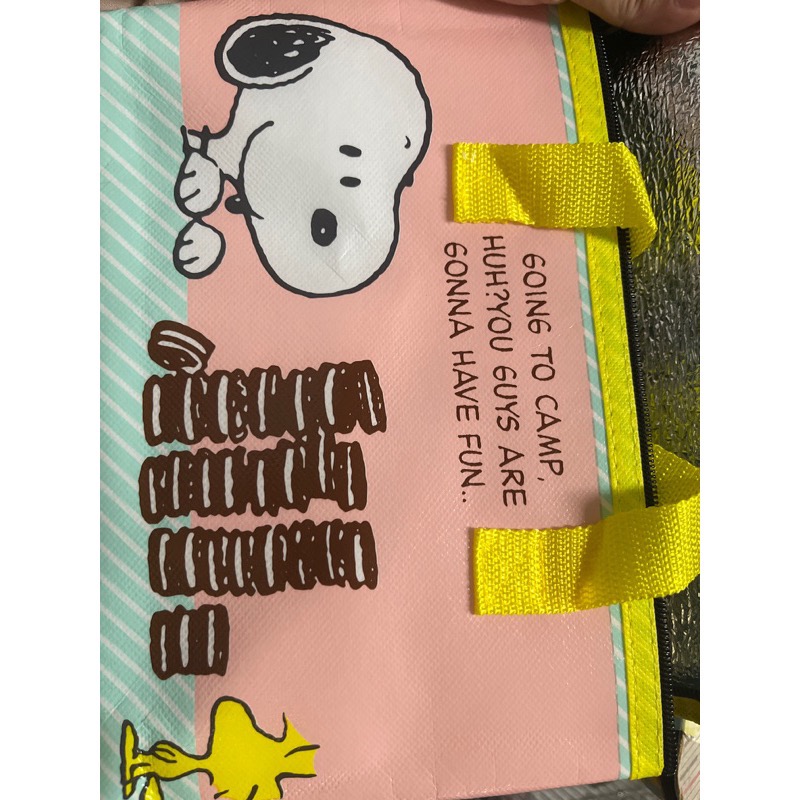 GOING TO CAMP,
HUH?YOU GUYS ARE
GONNA HAVE FUN..